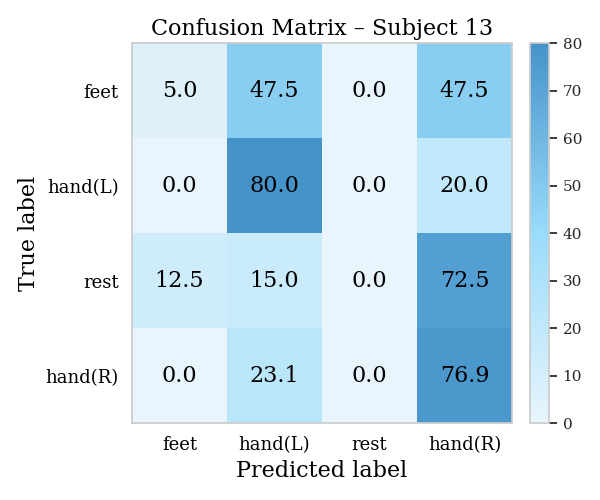 Confusion Matrix – Subject 13
True label
feet 5.0 47.5 0.0 47.5
hand(L) 0.0 80.0 0.0 20.0
rest 12.5 15.0 0.0 72.5
hand(R) 0.0 23.1 0.0 76.9
feet hand(L) rest hand(R)
Predicted label
80
70
60
50
40
30
20
10
0